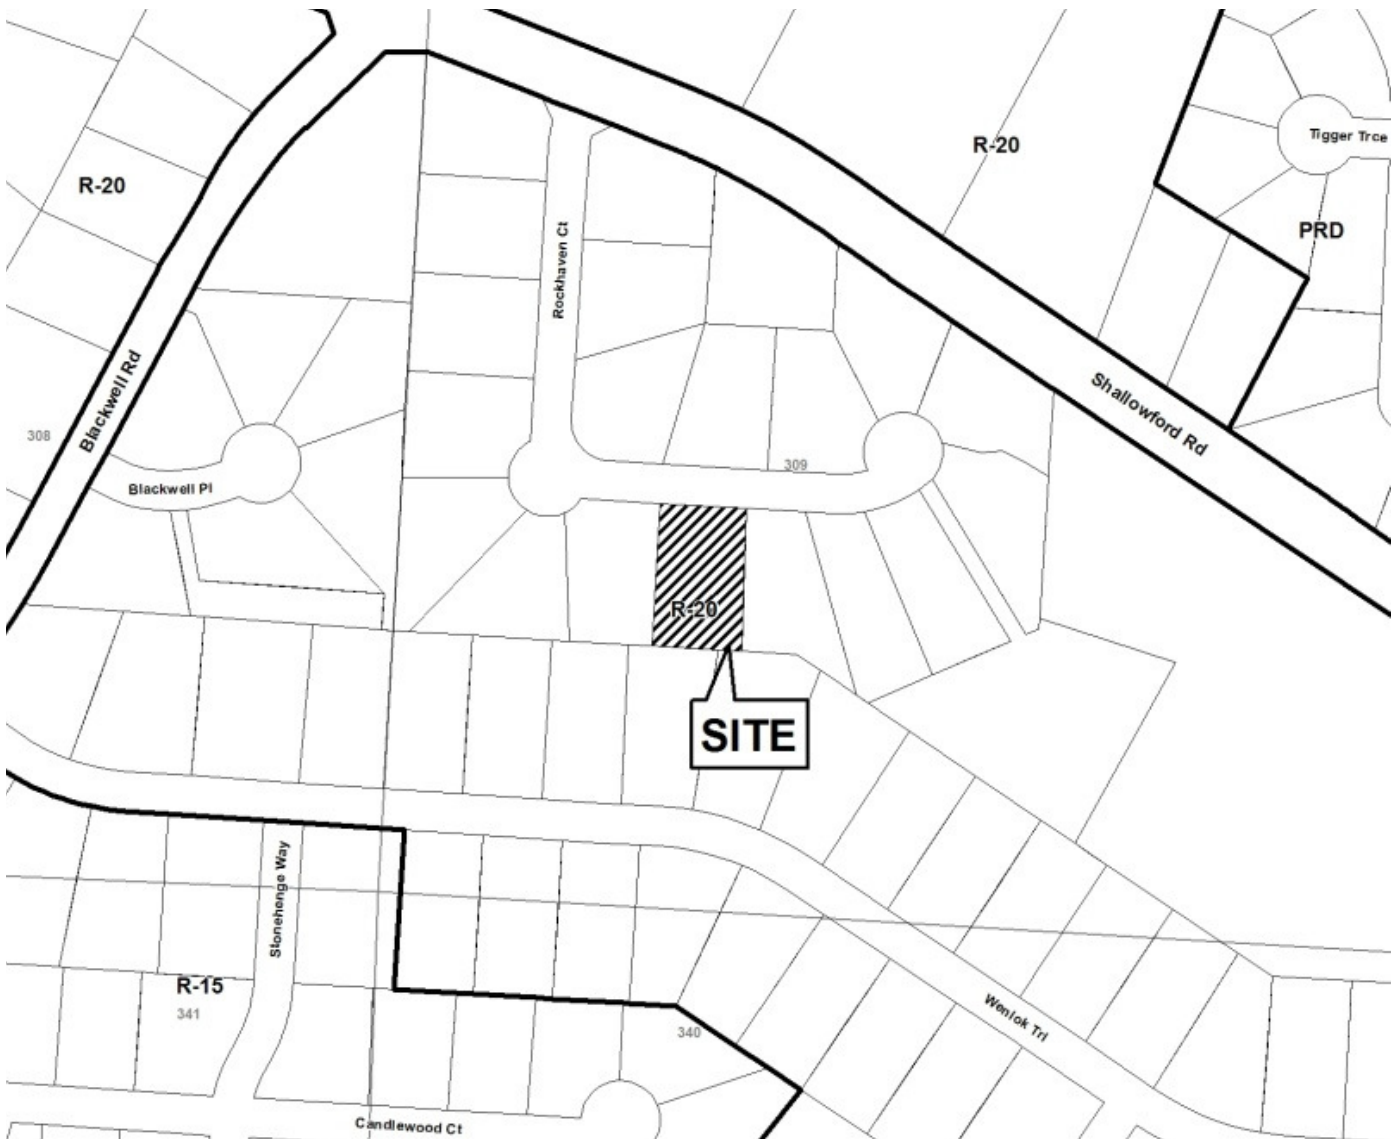 Tigger Trce
R-20
R-20
PRD
Rockhaven Ct
Blackwell Rd
Shallowford Rd
308
309
Blackwell Pl
R-20
SITE
Stonehenge Way
R-15
341
340
Wenlok Trl
Candlewood Ct